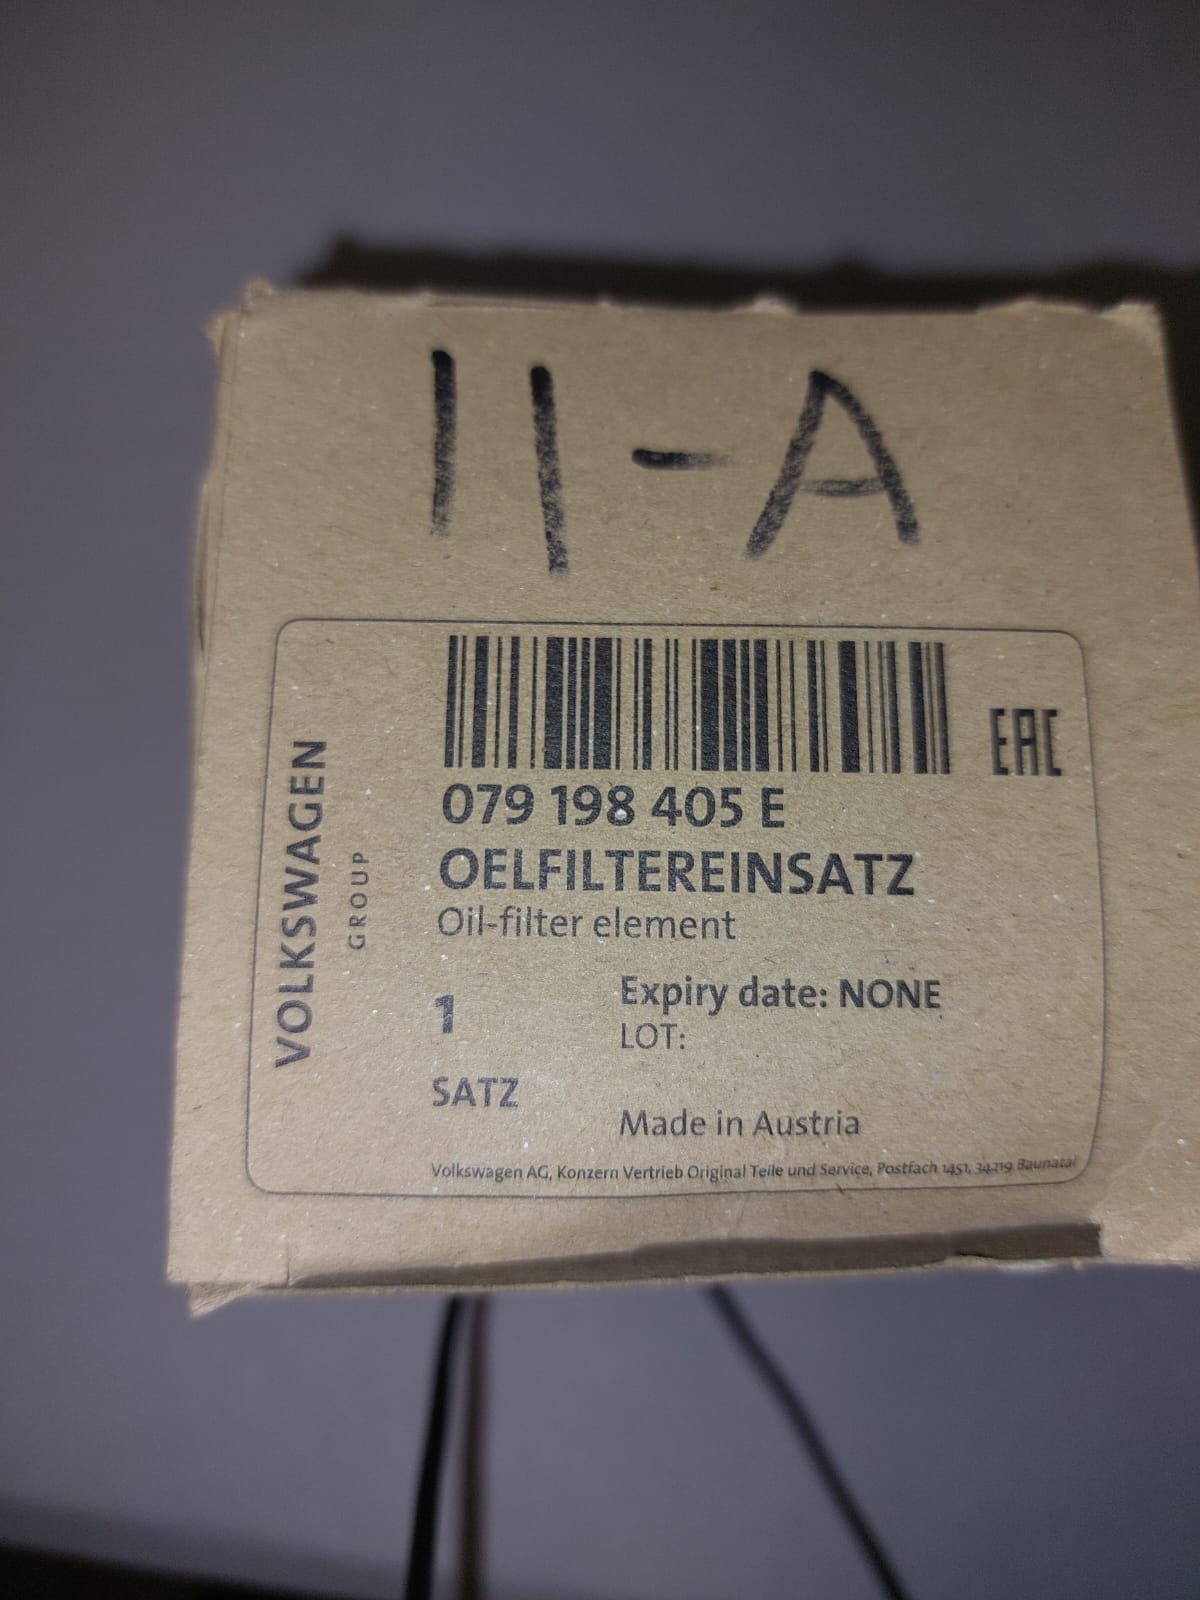 11-A
EAC
079 198 405 E
OELFILTEREINSATZ
Oil-filter element
VOLKSWAGEN
GROUP
1
Expiry date: NONE
LOT:
SATZ
Made in Austria
Volkswagen AG, Konzern Vertrieb Original Teile und Service, Postfach 1451, 34219 Baunatal